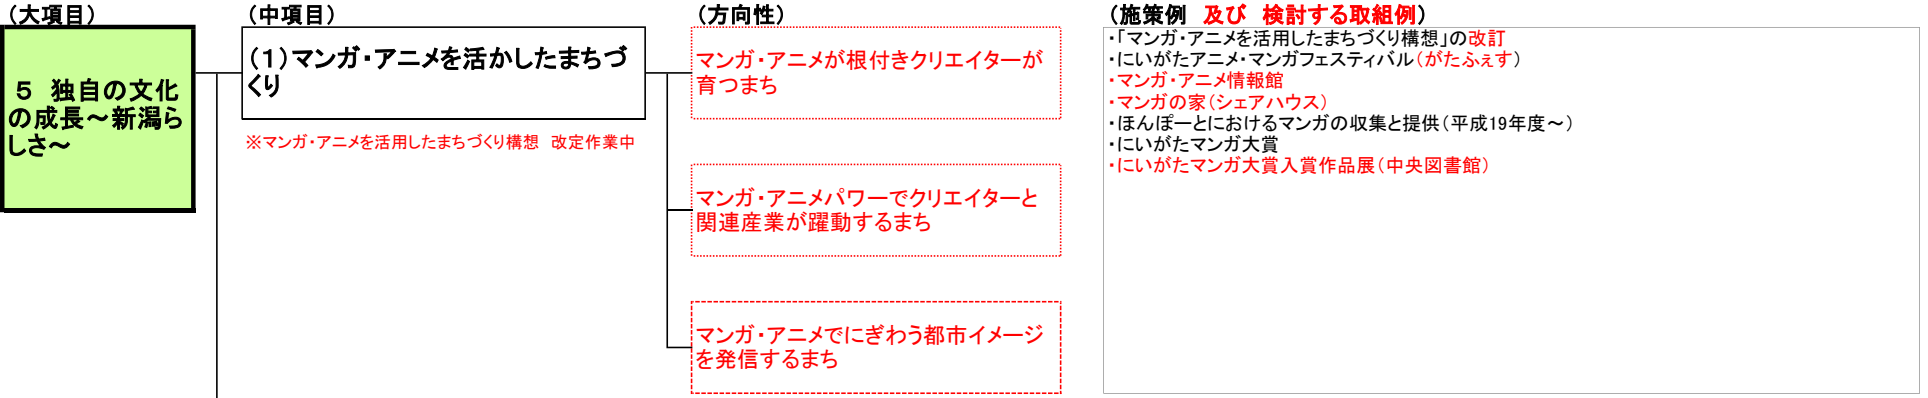 （大項目）
５　独自の文化
の成長～新潟ら
しさ～
（中項目）
（１）マンガ・アニメを活かしたまちづ
くり
※マンガ・アニメを活用したまちづくり構想　改定作業中
（方向性）
マンガ・アニメが根付きクリエイターが
育つまち
マンガ・アニメパワーでクリエイターと
関連産業が躍動するまち
マンガ・アニメでにぎわう都市イメージ
を発信するまち
（施策例　及び　検討する取組例）
・「マンガ・アニメを活用したまちづくり構想」の改訂
・にいがたアニメ・マンガフェスティバル（がたふぇす）
・マンガ・アニメ情報館
・マンガの家（シェアハウス）
・ほんぽーとにおけるマンガの収集と提供（平成19年度～）
・にいがたマンガ大賞
・にいがたマンガ大賞入賞作品展（中央図書館）